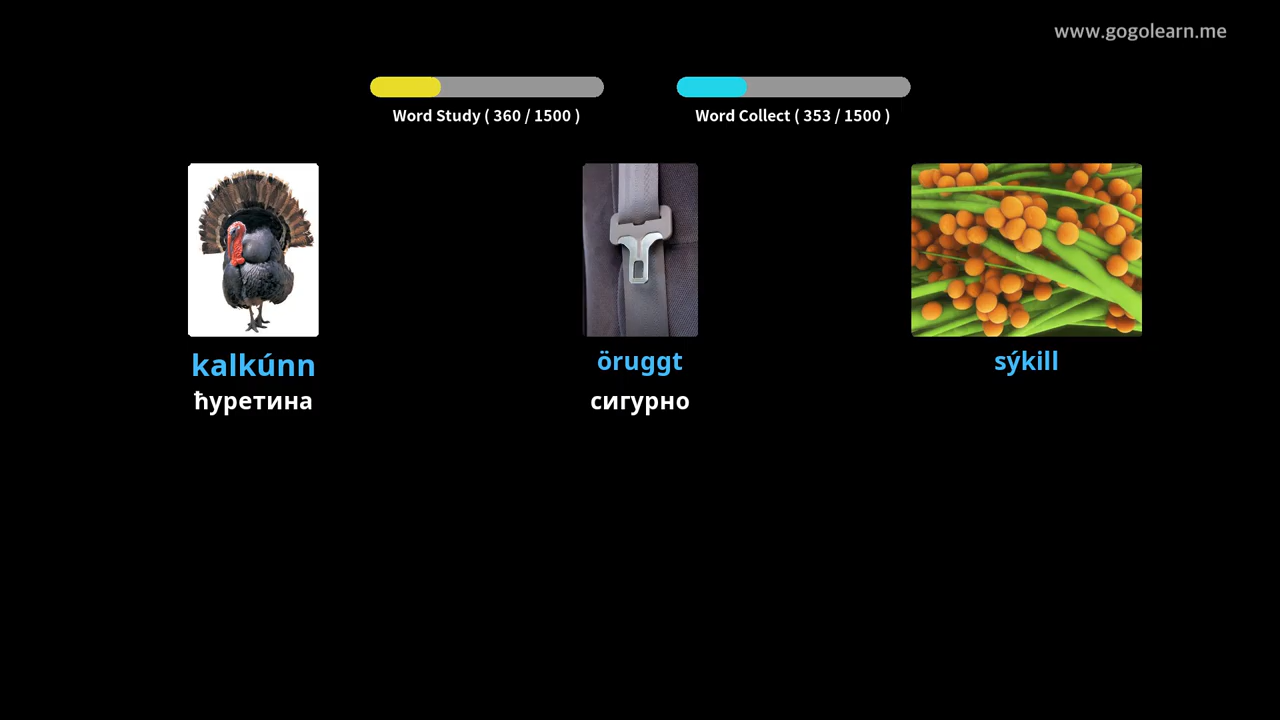 www.gogolearn.me
Word Study ( 360 / 1500 )
Word Collect ( 353 / 1500 )
kalkúnn
öruggt
sýkill
ћуретина
сигурно